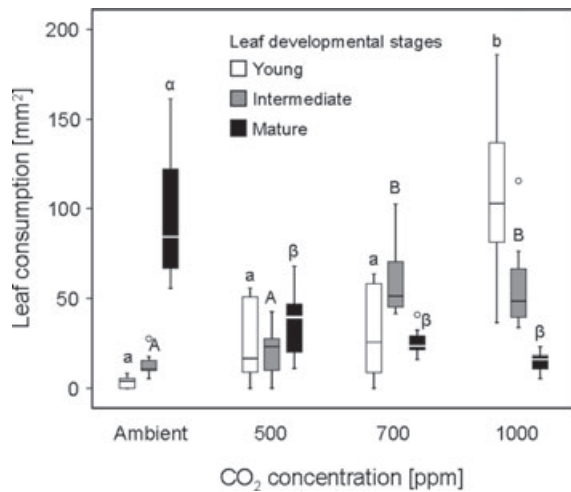 Leaf consumption [mm²]
200
150
100
50
0
Leaf developmental stages
Young
Intermediate
Mature
a
A
α
a
A
β
a
B
β
b
B
β
Ambient 500 700 1000
CO₂ concentration [ppm]